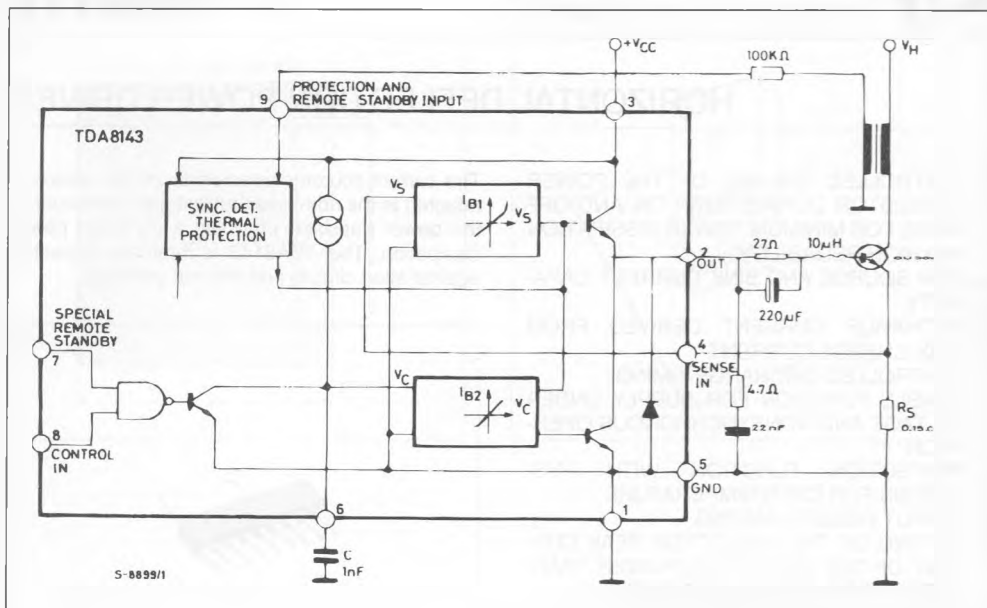 +VCC
VH
100KΩ
PROTECTION AND
REMOTE STANDBY INPUT
9
3
TDA8143
VS
IB1
VS
SYNC. DET.
THERMAL
PROTECTION
2
OUT
27Ω
10µH
220µF
SPECIAL
REMOTE
STANDBY
7
4
SENSE
IN
VC
IB2
VC
4.7Ω
22nF
RS
8
CONTROL
IN
5
GND
6
1
C
1nF
S-8899/1